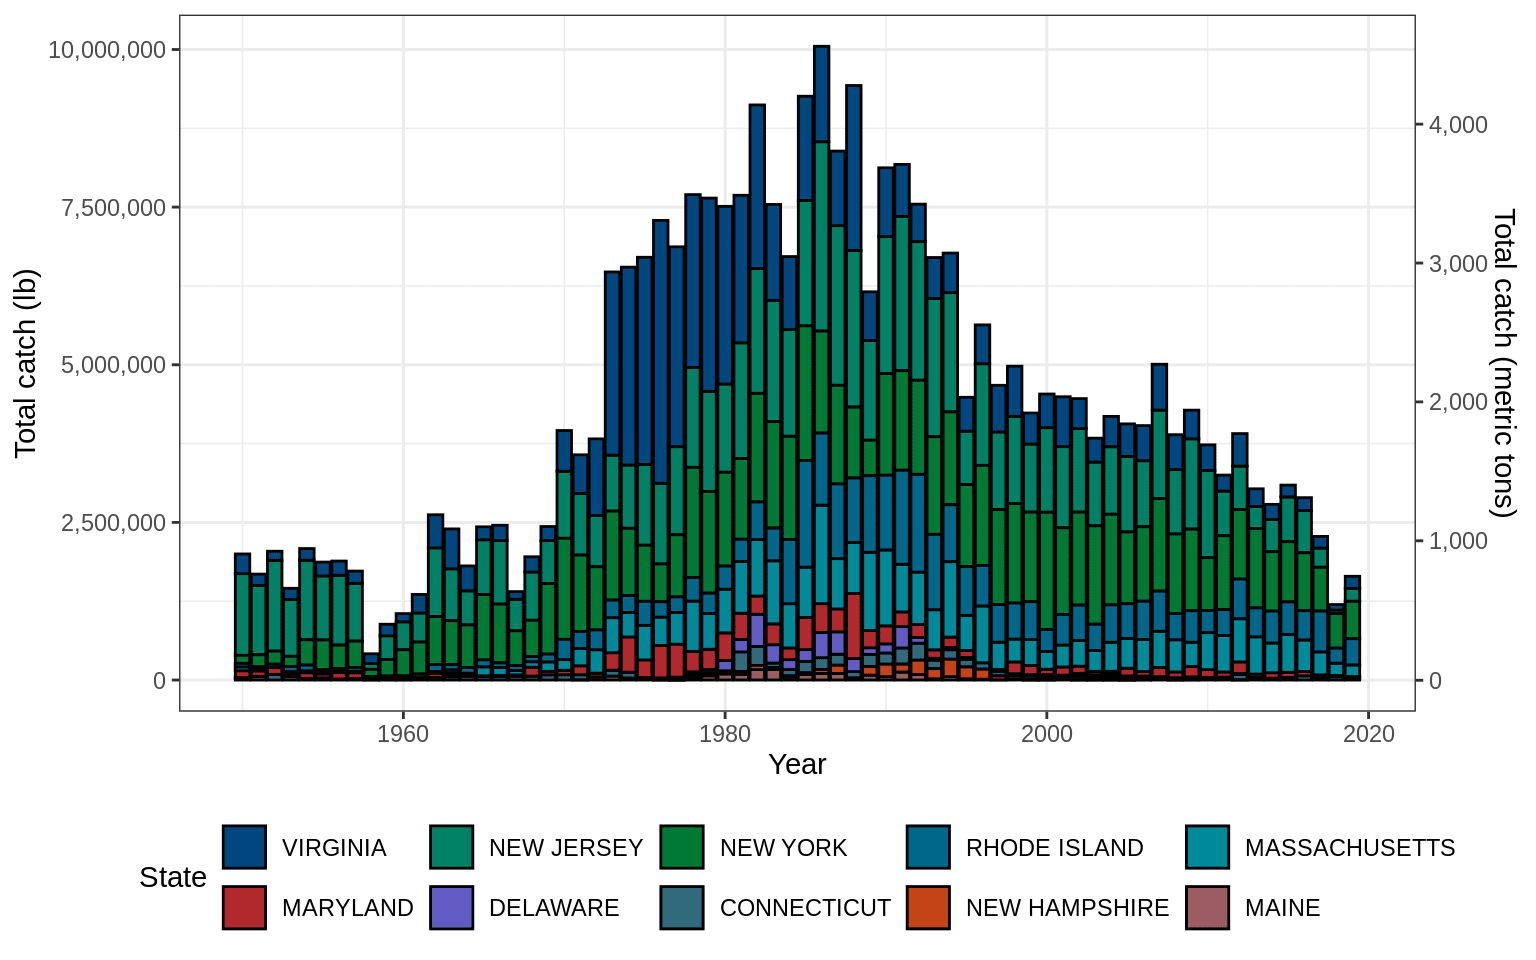 10,000,000
7,500,000
5,000,000
2,500,000
0
Total catch (lb)
4,000
3,000
2,000
1,000
0
Total catch (metric tons)
1960 1980 2000 2020
Year
State
VIRGINIA NEW JERSEY NEW YORK RHODE ISLAND MASSACHUSETTS
MARYLAND DELAWARE CONNECTICUT NEW HAMPSHIRE MAINE